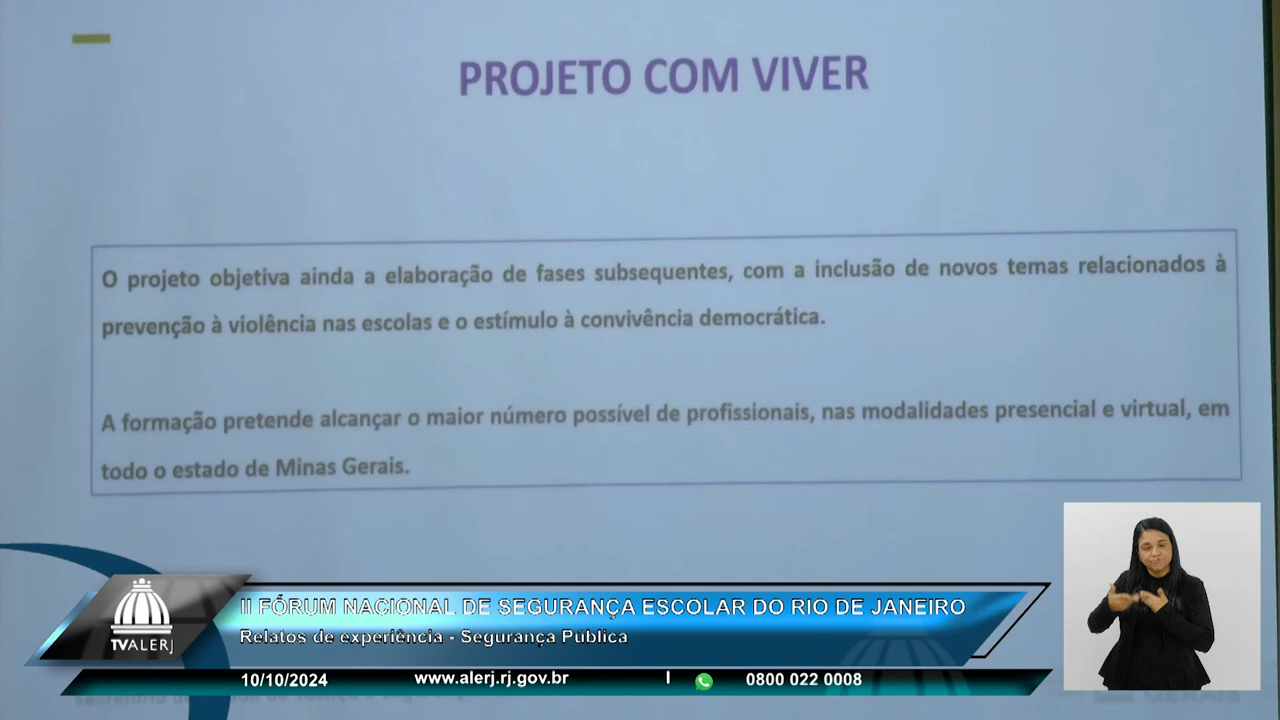 PROJETO COM VIVER
O projeto objetiva ainda a elaboração de fases subsequentes, com a inclusão de novos temas relacionados à
prevenção à violência nas escolas e o estímulo à convivência democrática.
A formação pretende alcançar o maior número possível de profissionais, nas modalidades presencial e virtual, em
todo o estado de Minas Gerais.
II FÓRUM NACIONAL DE SEGURANÇA ESCOLAR DO RIO DE JANEIRO
Relatos de experiência - Segurança Pública
TVALERJ
10/10/2024 www.alerj.rj.gov.br | 0800 022 0008